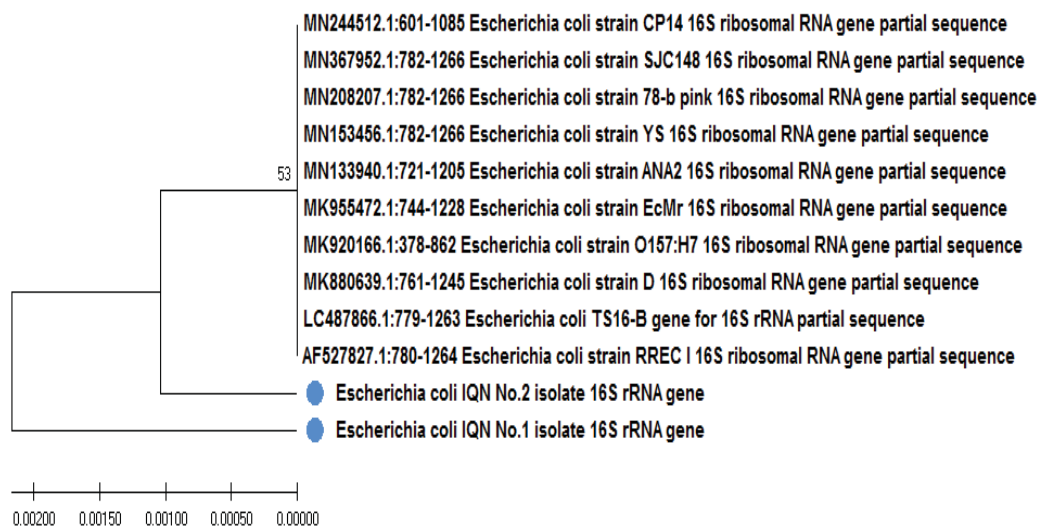 MN244512.1:601-1085 Escherichia coli strain CP14 16S ribosomal RNA gene partial sequence
MN367952.1:782-1266 Escherichia coli strain SJC148 16S ribosomal RNA gene partial sequence
MN208207.1:782-1266 Escherichia coli strain 78-b pink 16S ribosomal RNA gene partial sequence
MN153456.1:782-1266 Escherichia coli strain YS 16S ribosomal RNA gene partial sequence
53
MN133940.1:721-1205 Escherichia coli strain ANA2 16S ribosomal RNA gene partial sequence
MK955472.1:744-1228 Escherichia coli strain EcMr 16S ribosomal RNA gene partial sequence
MK920166.1:378-862 Escherichia coli strain O157:H7 16S ribosomal RNA gene partial sequence
MK880639.1:761-1245 Escherichia coli strain D 16S ribosomal RNA gene partial sequence
LC487866.1:779-1263 Escherichia coli TS16-B gene for 16S rRNA partial sequence
AF527827.1:780-1264 Escherichia coli strain RREC I 16S ribosomal RNA gene partial sequence
Escherichia coli IQN No.2 isolate 16S rRNA gene
Escherichia coli IQN No.1 isolate 16S rRNA gene
0.00200 0.00150 0.00100 0.00050 0.00000